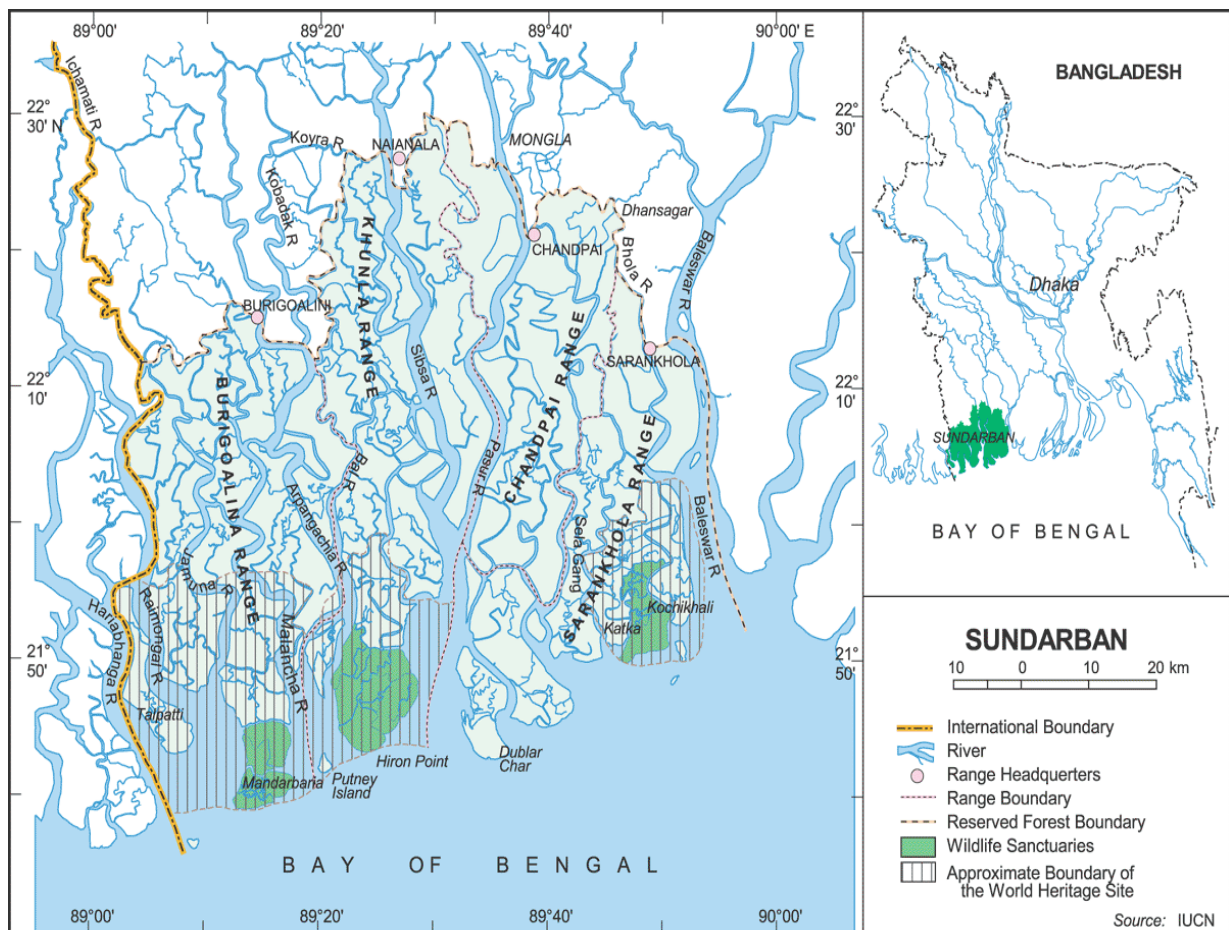 89°00'
89°20'
89°40'
90°00' E
22°
30' N
22°
10'
21°
50'
Ichamati R
Koyra R
NAIANALA
MONGLA
Kobadak R
Dhansagar
CHANDPAI
Bhola R
Baleswar R
BURIGOALINI
KHUNLA RANGE
SARANKHOLA
Sibsa R
BURIGOALINA RANGE
CHANDPAI RANGE
Pasur R
Bal R
Arpangachia R
SARANKHOLA RANGE
Sela Gang
Baleswar R
Jamuna R
Raimongal R
Hariabhanga R
Malancha R
Kochikhali
Katka
Talpatti
Mandarbaria
Putney
Island
Hiron Point
Dublar
Char
BAY OF BENGAL
89°00'
89°20'
89°40'
90°00'
22°
30'
22°
10'
21°
50'
BANGLADESH
Dhaka
SUNDARBAN
BAY OF BENGAL
SUNDARBAN
10 0 10 20 km
International Boundary
River
Range Headquerters
Range Boundary
Reserved Forest Boundary
Wildlife Sanctuaries
Approximate Boundary of
the World Heritage Site
Source: IUCN